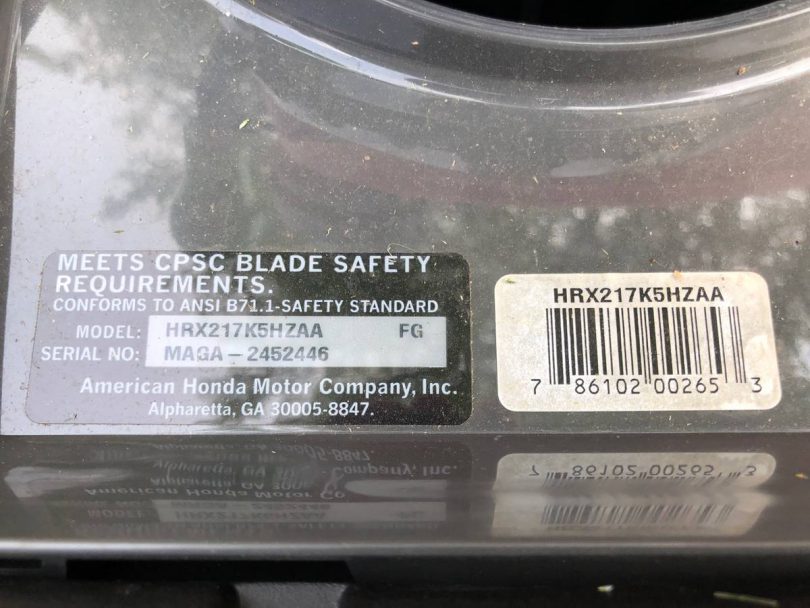 MEETS CPSC BLADE SAFETY
REQUIREMENTS.
CONFORMS TO ANSI B71.1-SAFETY STANDARD
MODEL: HRX217K5HZAA FG
SERIAL NO: MAGA-2452446
American Honda Motor Company, Inc.
Alpharetta, GA 30005-8847.
HRX217K5HZAA
7 86102 00265 3